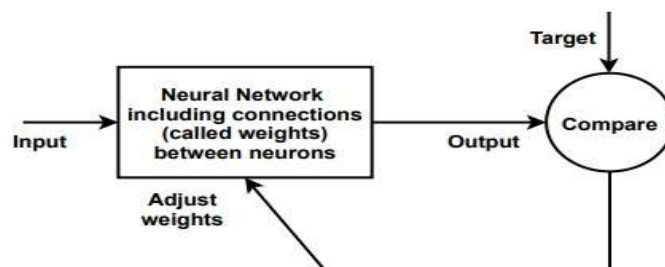 Target
Neural Network
including connections
(called weights)
between neurons
Compare
Input
Output
Adjust
weights